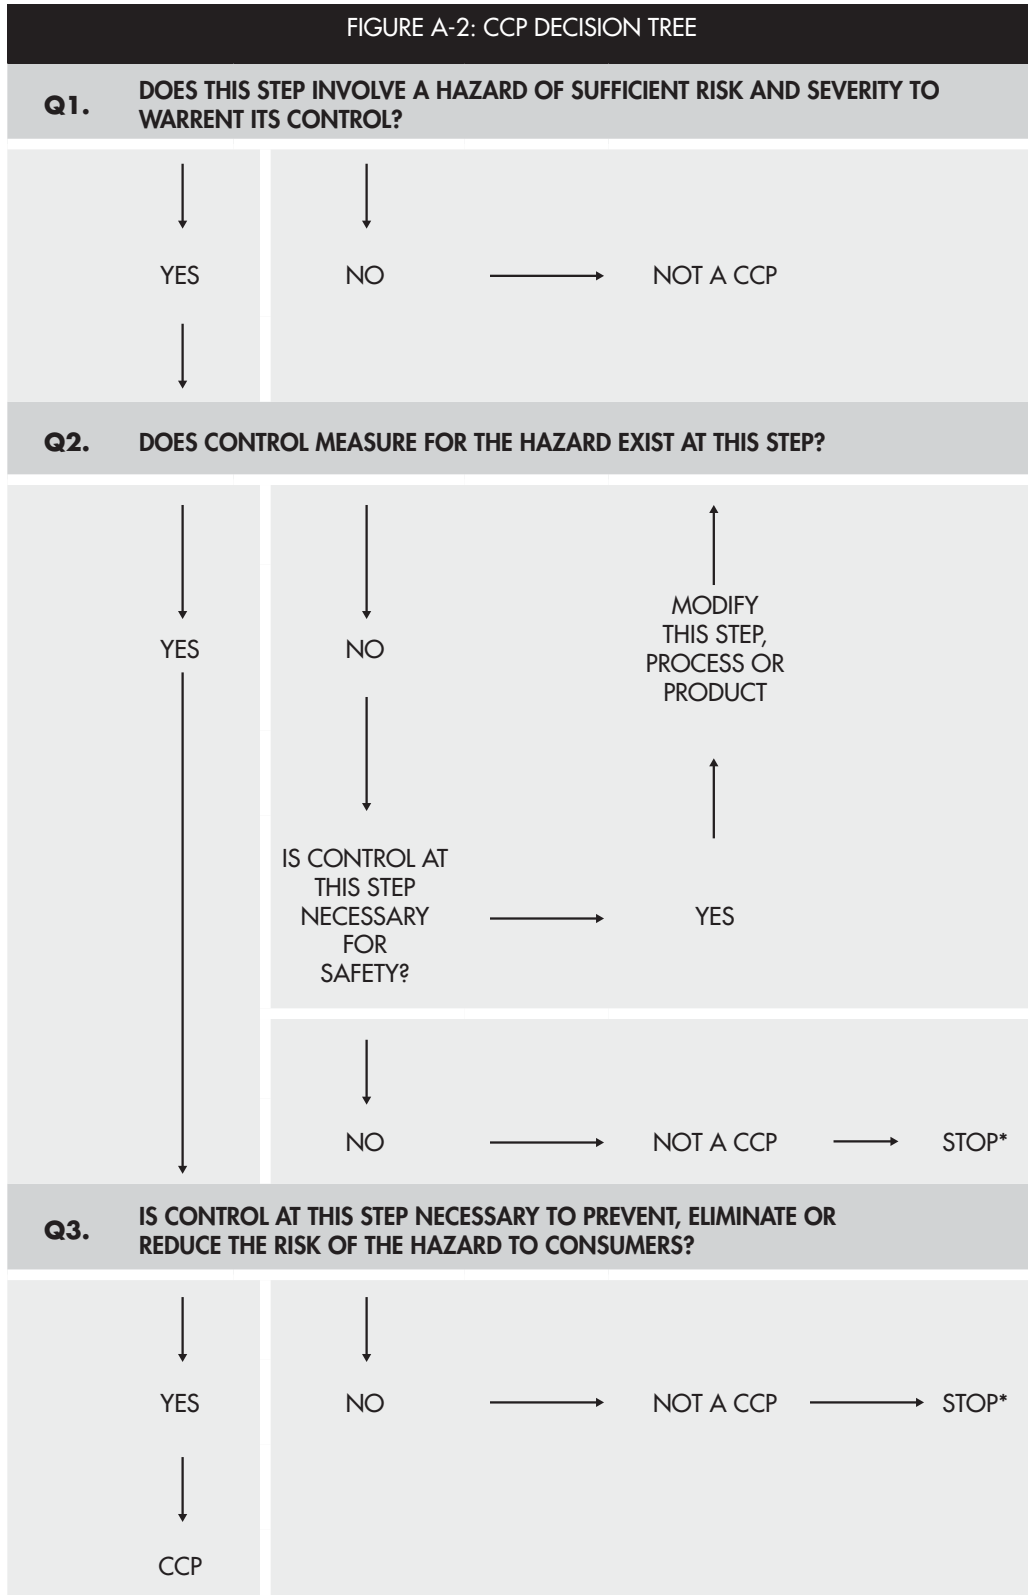 FIGURE A-2: CCP DECISION TREE
Q1. DOES THIS STEP INVOLVE A HAZARD OF SUFFICIENT RISK AND SEVERITY TO
WARRENT ITS CONTROL?
YES NO NOT A CCP
Q2. DOES CONTROL MEASURE FOR THE HAZARD EXIST AT THIS STEP?
YES
NO
MODIFY
THIS STEP,
PROCESS OR
PRODUCT
IS CONTROL AT
THIS STEP
NECESSARY
FOR
SAFETY?
YES
NO NOT A CCP STOP*
Q3. IS CONTROL AT THIS STEP NECESSARY TO PREVENT, ELIMINATE OR
REDUCE THE RISK OF THE HAZARD TO CONSUMERS?
YES NO NOT A CCP STOP*
CCP